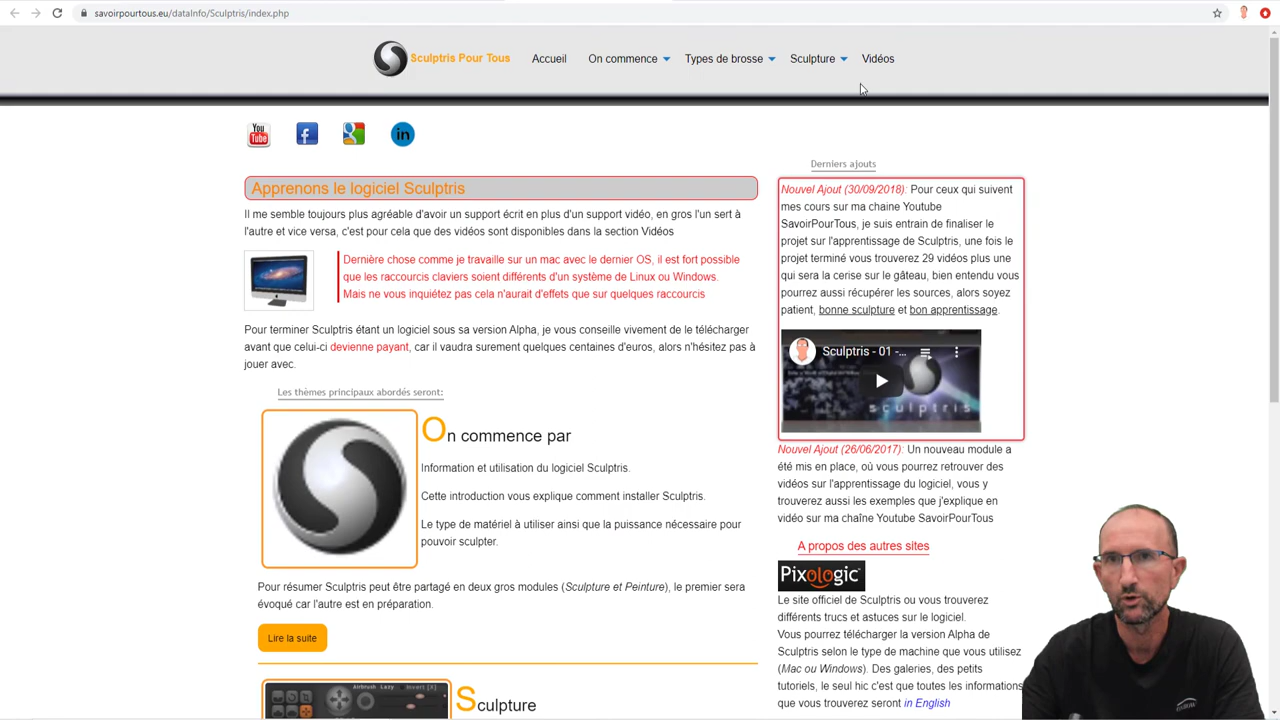 savoirpourtous.eu/dataInfo/Sculptris/index.php
Sculptris Pour Tous
Accueil
On commence
Types de brosse
Sculpture
Vidéos
You
Tube
f
in
Apprenons le logiciel Sculptris
Il me semble toujours plus agréable d'avoir un support écrit en plus d'un support vidéo, en gros l'un sert à
l'autre et vice versa, c'est pour cela que des vidéos sont disponibles dans la section Vidéos
Dernière chose comme je travaille sur un mac avec le dernier OS, il est fort possible
que les raccourcis claviers soient différents d'un système de Linux ou Windows.
Mais ne vous inquiétez pas cela n'aurait d'effets que sur quelques raccourcis
Pour terminer Sculptris étant un logiciel sous sa version Alpha, je vous conseille vivement de le télécharger
avant que celui-ci devienne payant, car il vaudra surement quelques centaines d'euros, alors n'hésitez pas à
jouer avec.
Les thèmes principaux abordés seront:
On commence par
Information et utilisation du logiciel Sculptris.
Cette introduction vous explique comment installer Sculptris.
Le type de matériel à utiliser ainsi que la puissance nécessaire pour
pouvoir sculpter.
Pour résumer Sculptris peut être partagé en deux gros modules (Sculpture et Peinture), le premier sera
évoqué car l'autre est en préparation.
Lire la suite
Airbrush Lazy Invert [X]
Sculpture
Derniers ajouts
Nouvel Ajout (30/09/2018): Pour ceux qui suivent
mes cours sur ma chaine Youtube
SavoirPourTous, je suis entrain de finaliser le
projet sur l'apprentissage de Sculptris, une fois le
projet terminé vous trouverez 29 vidéos plus une
qui sera la cerise sur le gâteau, bien entendu vous
pourrez aussi récupérer les sources, alors soyez
patient, bonne sculpture et bon apprentissage.
Sculptris - 01 -...
sculptris
Nouvel Ajout (26/06/2017): Un nouveau module a
été mis en place, où vous pourrez retrouver des
vidéos sur l'apprentissage du logiciel, vous y
trouverez aussi les exemples que j'explique en
vidéo sur ma chaîne Youtube SavoirPourTous
A propos des autres sites
Pixologic
Le site officiel de Sculptris ou vous trouverez
différents trucs et astuces sur le logiciel.
Vous pourrez télécharger la version Alpha de
Sculptris selon le type de machine que vous utilisez
(Mac ou Windows). Des galeries, des petits
tutoriels, le seul hic c'est que toutes les informations
que vous trouverez seront in English